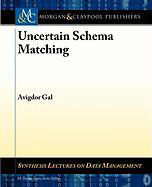 MORGAN & CLAYPOOL PUBLISHERS
Uncertain Schema
Matching
Avigdor Gal
SYNTHESIS LECTURES ON DATA MANAGEMENT